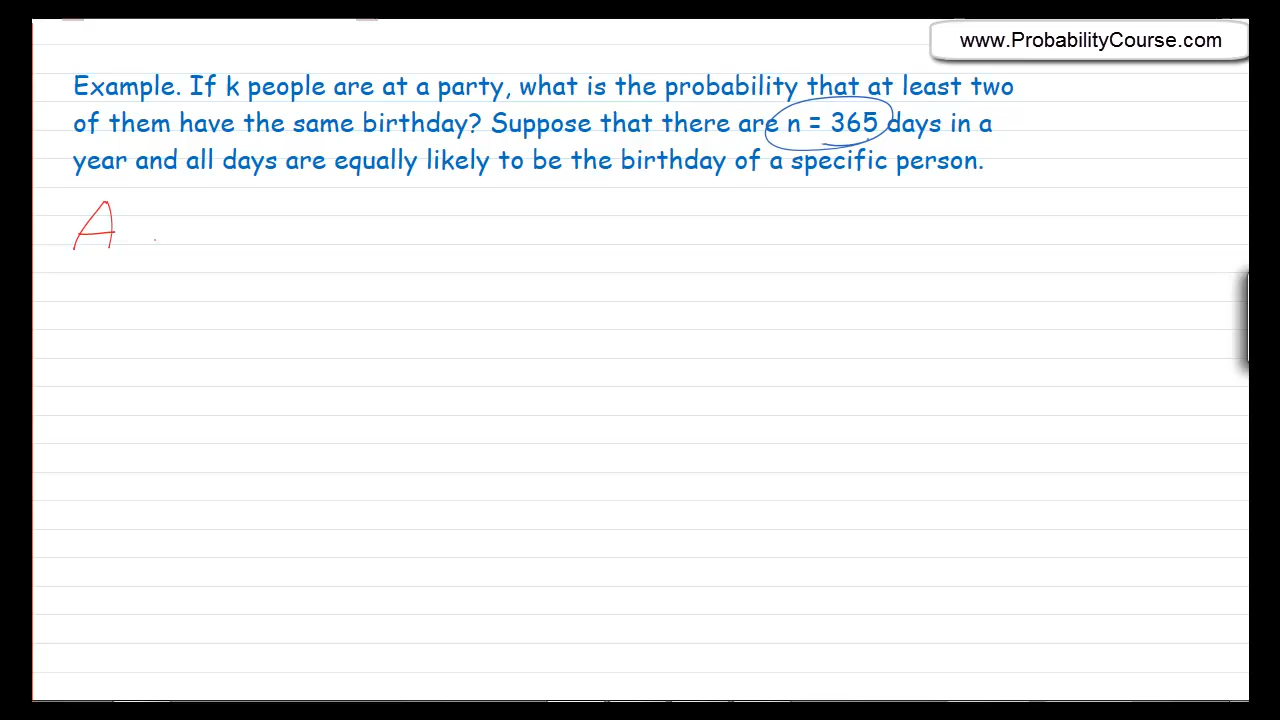 www.ProbabilityCourse.com
Example. If k people are at a party, what is the probability that at least two
of them have the same birthday? Suppose that there are n = 365 days in a
year and all days are equally likely to be the birthday of a specific person.
A